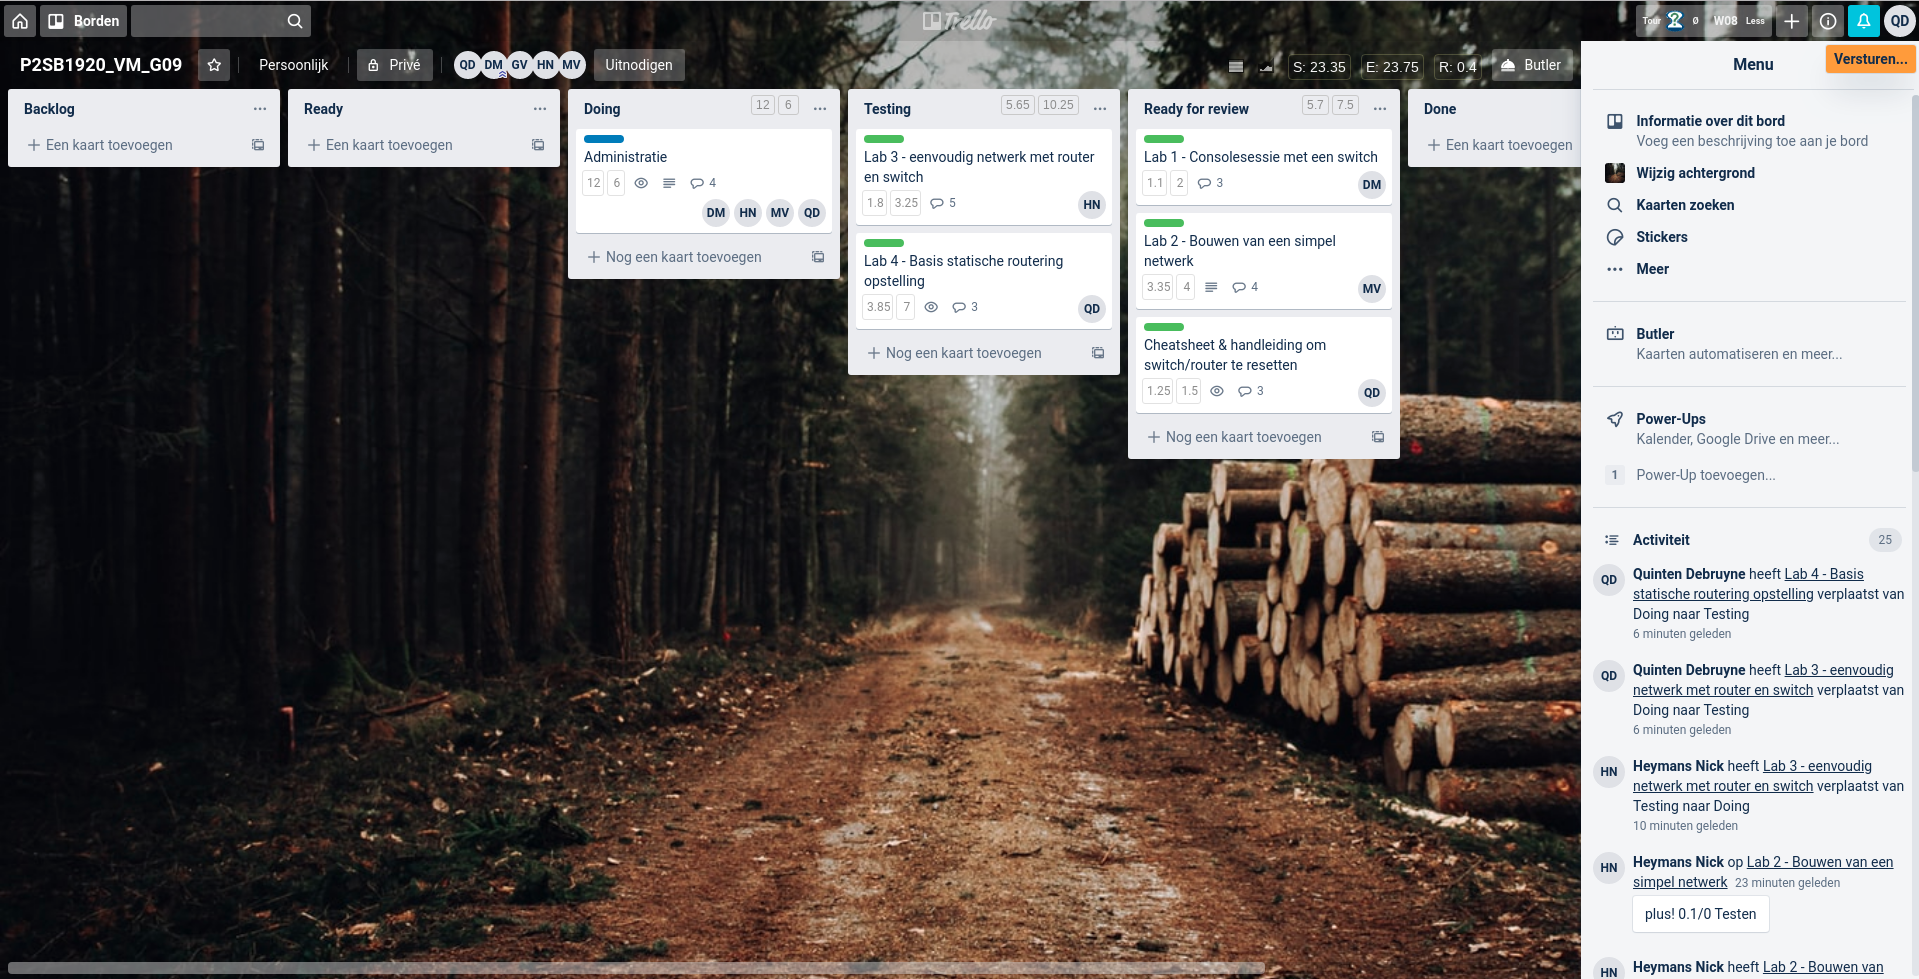 Borden
Trello
Tour
Ø
W08
Less
QD
P2SB1920_VM_G09
Persoonlijk
Privé
QD
DM
GV
HN
MV
Uitnodigen
S: 23.35
E: 23.75
R: 0.4
Butler
Backlog
Een kaart toevoegen
Ready
Een kaart toevoegen
Doing
12
6
Administratie
12
6
4
DM
HN
MV
QD
Nog een kaart toevoegen
Testing
5.65
10.25
Lab 3 - eenvoudig netwerk met router
en switch
1.8
3.25
5
HN
Lab 4 - Basis statische routering
opstelling
3.85
7
3
QD
Nog een kaart toevoegen
Ready for review
5.7
7.5
Lab 1 - Consolesessie met een switch
1.1
2
3
DM
Lab 2 - Bouwen van een simpel
netwerk
3.35
4
4
MV
Cheatsheet & handleiding om
switch/router te resetten
1.25
1.5
3
QD
Nog een kaart toevoegen
Done
Een kaart toevoegen
Menu
Versturen...
Informatie over dit bord
Voeg een beschrijving toe aan je bord
Wijzig achtergrond
Kaarten zoeken
Stickers
Meer
Butler
Kaarten automatiseren en meer...
Power-Ups
Kalender, Google Drive en meer...
1
Power-Up toevoegen...
Activiteit
25
QD
Quinten Debruyne heeft Lab 4 - Basis
statische routering opstelling verplaatst van
Doing naar Testing
6 minuten geleden
QD
Quinten Debruyne heeft Lab 3 - eenvoudig
netwerk met router en switch verplaatst van
Doing naar Testing
6 minuten geleden
HN
Heymans Nick heeft Lab 3 - eenvoudig
netwerk met router en switch verplaatst van
Testing naar Doing
10 minuten geleden
HN
Heymans Nick op Lab 2 - Bouwen van een
simpel netwerk 23 minuten geleden
plus! 0.1/0 Testen
HN
Heymans Nick heeft Lab 2 - Bouwen van